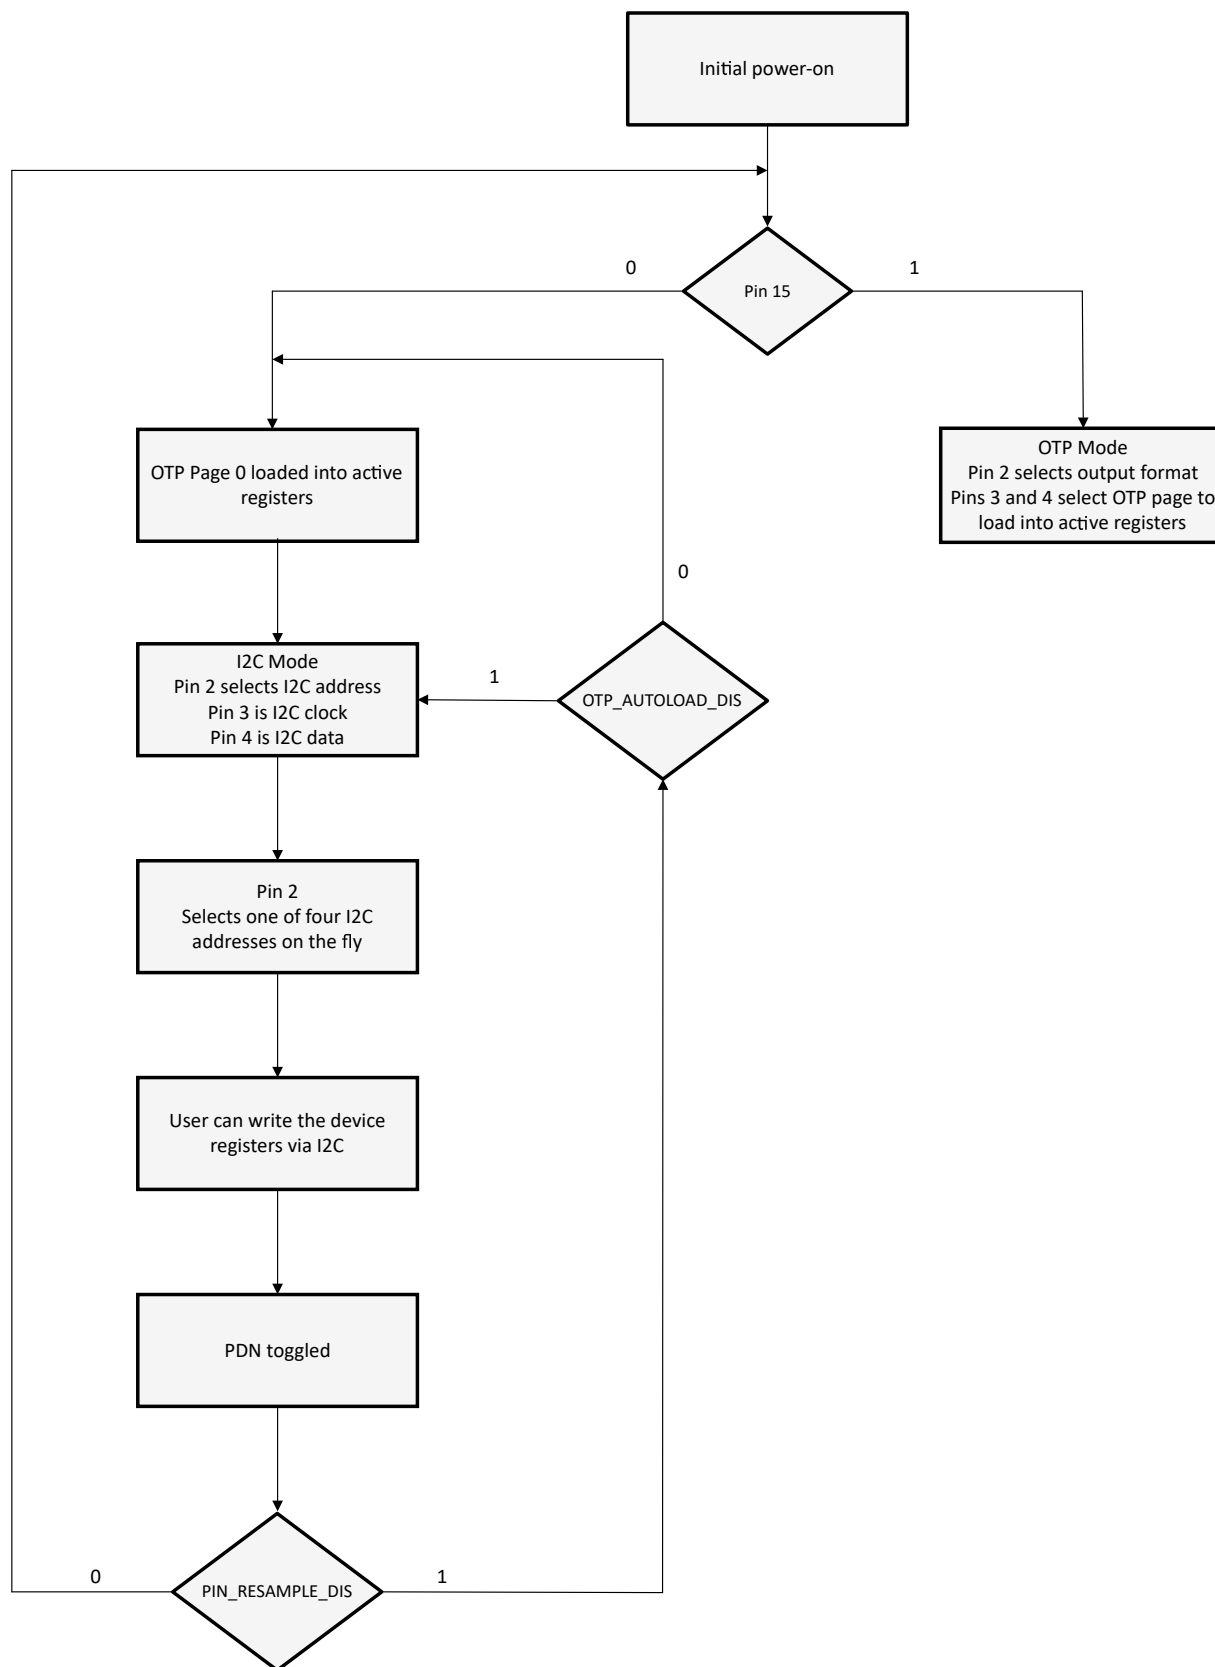 Initial power-on
0
1
Pin 15
OTP Page 0 loaded into active
registers
OTP Mode
Pin 2 selects output format
Pins 3 and 4 select OTP page to
load into active registers
0
I2C Mode
Pin 2 selects I2C address
Pin 3 is I2C clock
Pin 4 is I2C data
1
OTP_AUTOLOAD_DIS
Pin 2
Selects one of four I2C
addresses on the fly
User can write the device
registers via I2C
PDN toggled
0
PIN_RESAMPLE_DIS
1